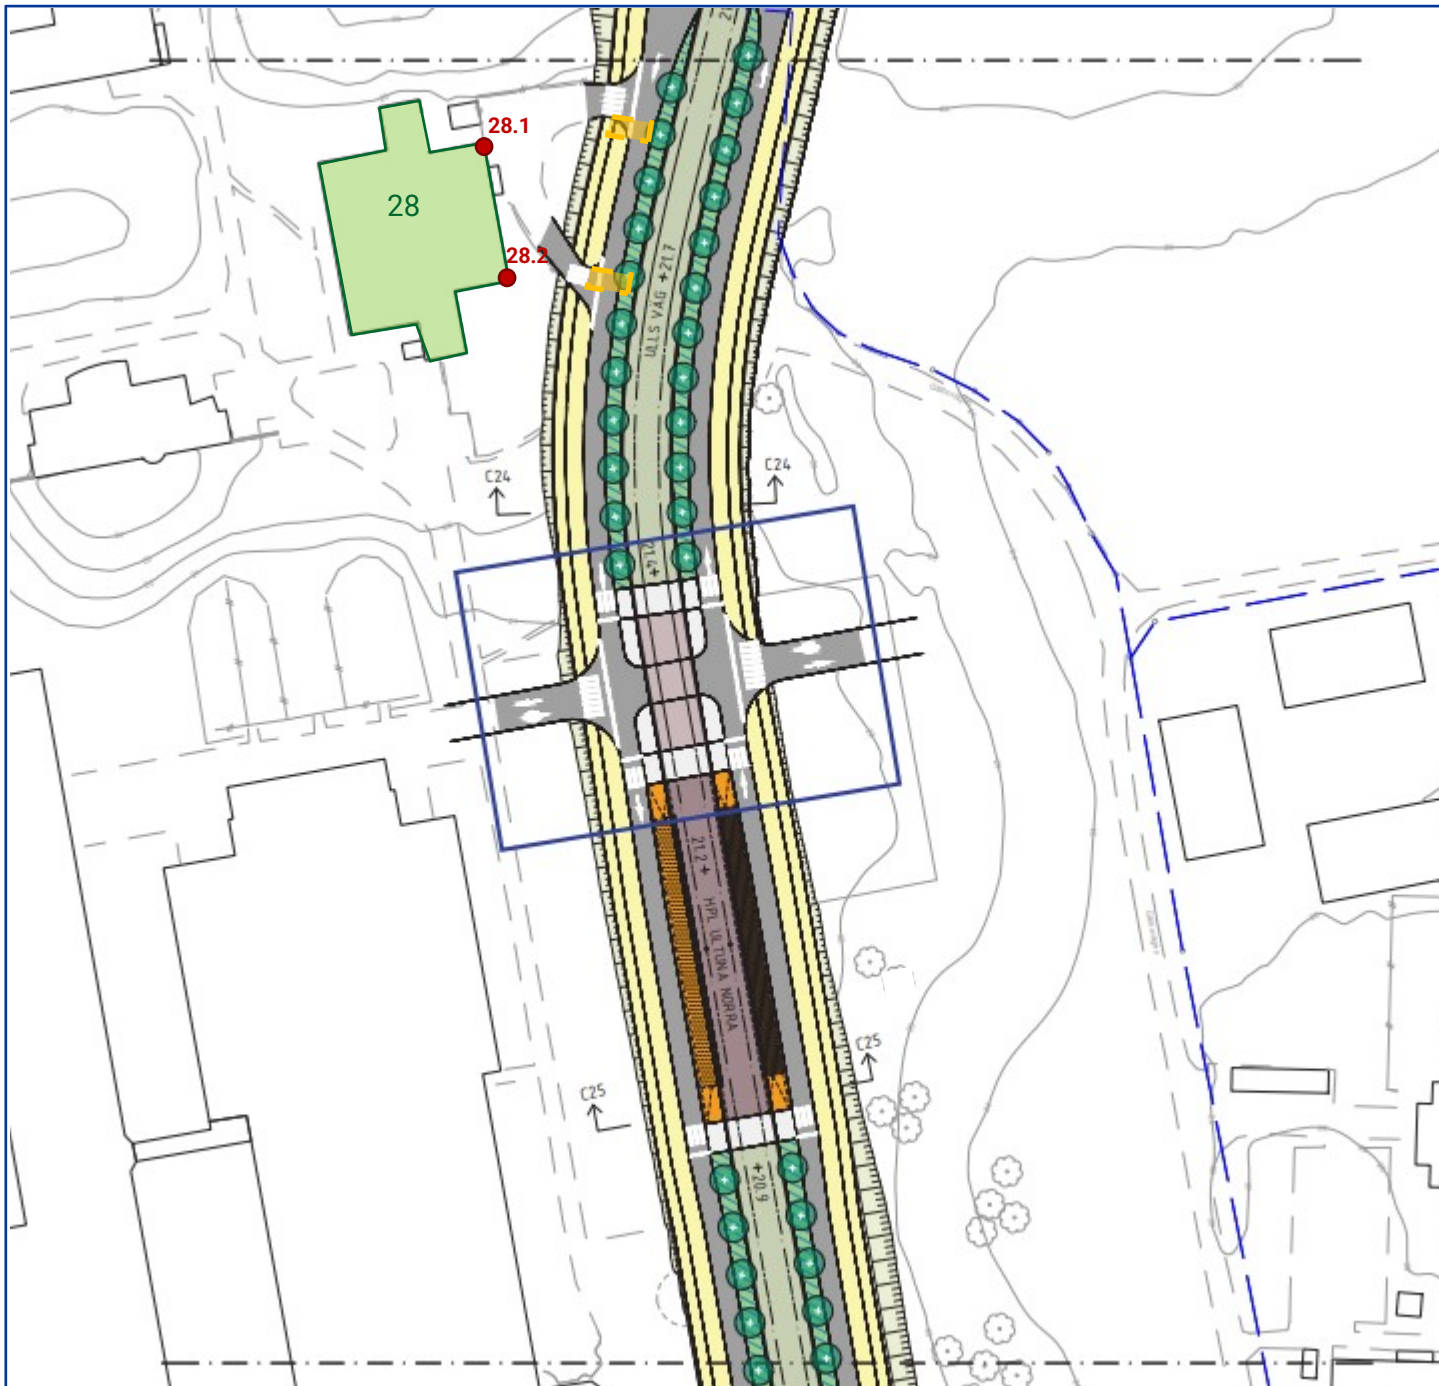 28.1
28
28.2
ULLS VÄG +21.7
C24
C24
21.4+
21.2+
HPL ULTUNA NORRA
C25
C25
+20.9